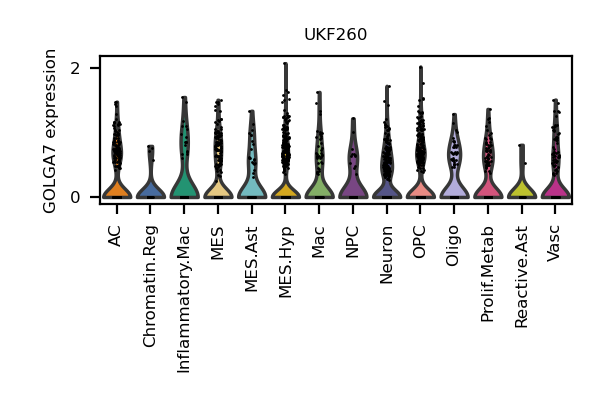 UKF260
GOLGA7 expression
2
0
AC
Chromatin.Reg
Inflammatory.Mac
MES
MES.Ast
MES.Hyp
Mac
NPC
Neuron
OPC
Oligo
Prolif.Metab
Reactive.Ast
Vasc